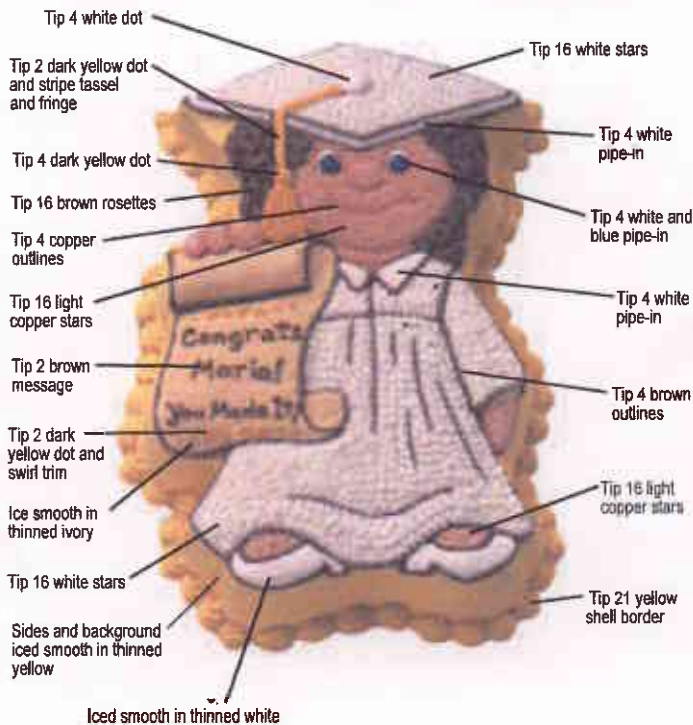 Tip 4 white dot
Tip 16 white stars
Tip 2 dark yellow dot
and stripe tassel
and fringe
Tip 4 white
pipe-in
Tip 4 dark yellow dot
Tip 16 brown rosettes
Tip 4 white and
blue pipe-in
Tip 4 copper
outlines
Tip 16 light
copper stars
Tip 4 white
pipe-in
Congrats
Maria!
You Made It!
Tip 2 brown
message
Tip 4 brown
outlines
Tip 2 dark
yellow dot and
swirl trim
Ice smooth in
thinned ivory
Tip 16 light
copper stars
Tip 16 white stars
Tip 21 yellow
shell border
Sides and background
iced smooth in thinned
yellow
Iced smooth in thinned white